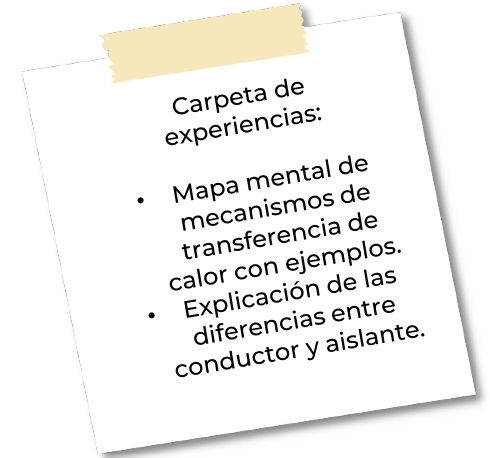 Carpeta de
experiencias:
• Mapa mental de
mecanismos de
transferencia de
calor con ejemplos.
• Explicación de las
diferencias entre
conductor y aislante.